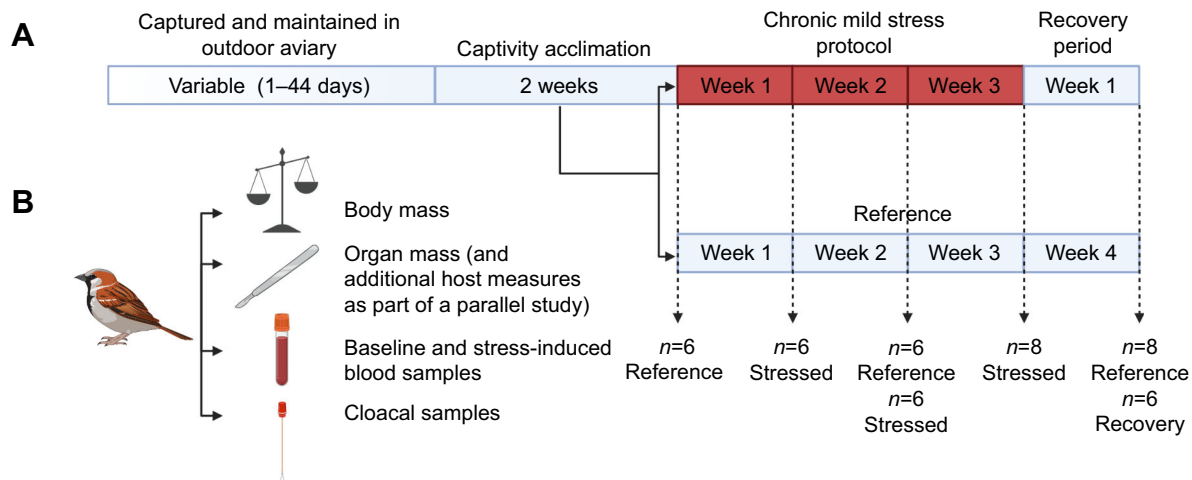 A
Captured and maintained in
outdoor aviary
Captivity acclimation
Chronic mild stress
protocol
Recovery
period
Variable (1–44 days)
2 weeks
Week 1
Week 2
Week 3
Week 1
B
Body mass
Organ mass (and
additional host measures
as part of a parallel study)
Baseline and stress-induced
blood samples
Cloacal samples
Reference
Week 1
Week 2
Week 3
Week 4
n=6
Reference
n=6
Stressed
n=6
Reference
n=6
Stressed
n=8
Stressed
n=8
Reference
n=6
Recovery